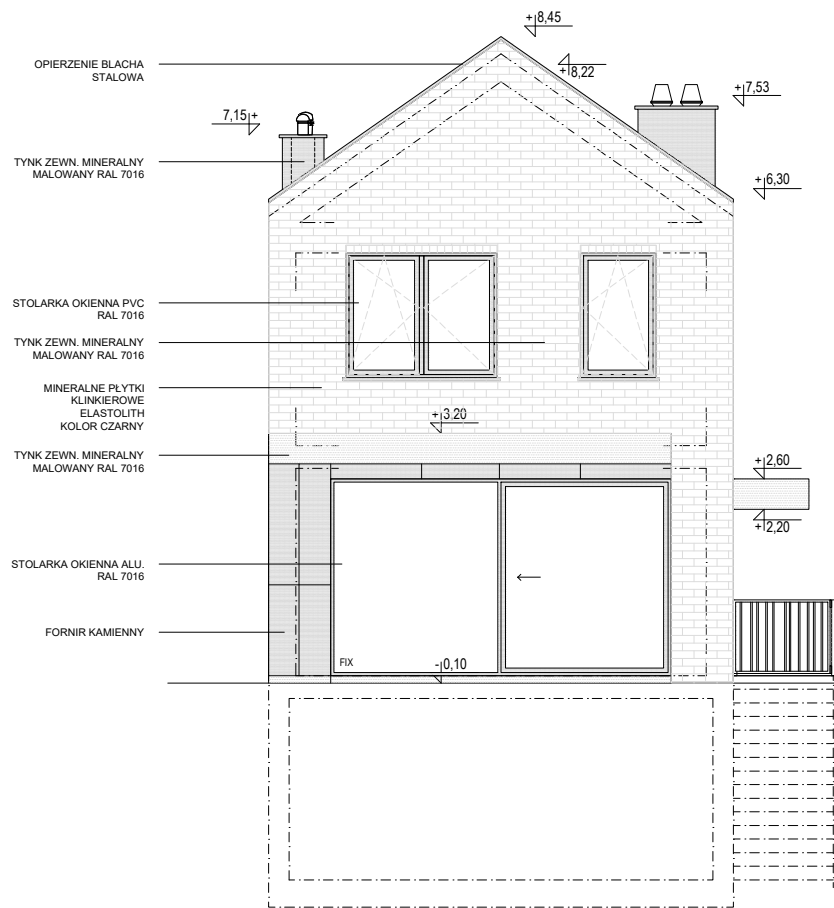 +8,45
OPIERZENIE BLACHA
STALOWA
+8,22
+7,53
7,15+
TYNK ZEWN. MINERALNY
MALOWANY RAL 7016
+6,30
STOLARKA OKIENNA PVC
RAL 7016
TYNK ZEWN. MINERALNY
MALOWANY RAL 7016
MINERALNE PŁYTKI
KLINKIEROWE
ELASTOLITH
KOLOR CZARNY
+3,20
TYNK ZEWN. MINERALNY
MALOWANY RAL 7016
+2,60
+2,20
STOLARKA OKIENNA ALU.
RAL 7016
FORNIR KAMIENNY
FIX
-0,10